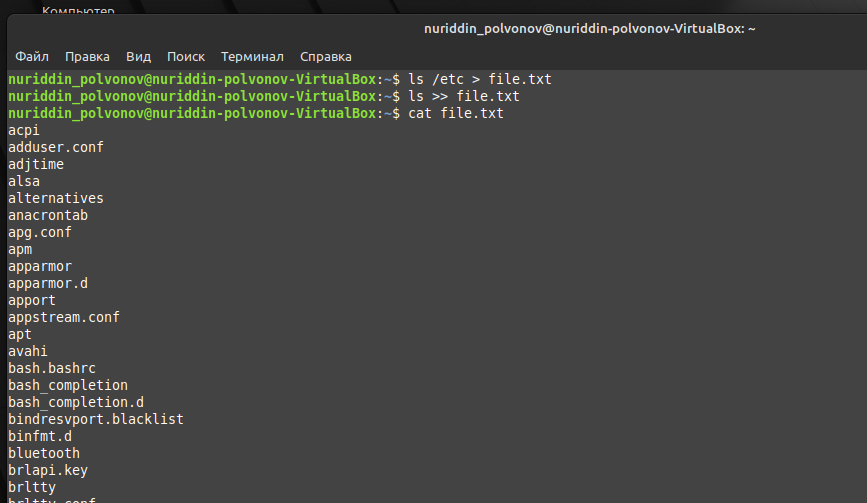 Компьютер
nuriddin_polvonov@nuriddin-polvonov-VirtualBox: ~
Файл Правка Вид Поиск Терминал Справка
nuriddin_polvonov@nuriddin-polvonov-VirtualBox:~$ ls /etc > file.txt
nuriddin_polvonov@nuriddin-polvonov-VirtualBox:~$ ls >> file.txt
nuriddin_polvonov@nuriddin-polvonov-VirtualBox:~$ cat file.txt
acpi
adduser.conf
adjtime
alsa
alternatives
anacrontab
apg.conf
apm
apparmor
apparmor.d
apport
appstream.conf
apt
avahi
bash.bashrc
bash_completion
bash_completion.d
bindresvport.blacklist
binfmt.d
bluetooth
brlapi.key
brltty
brltty.conf